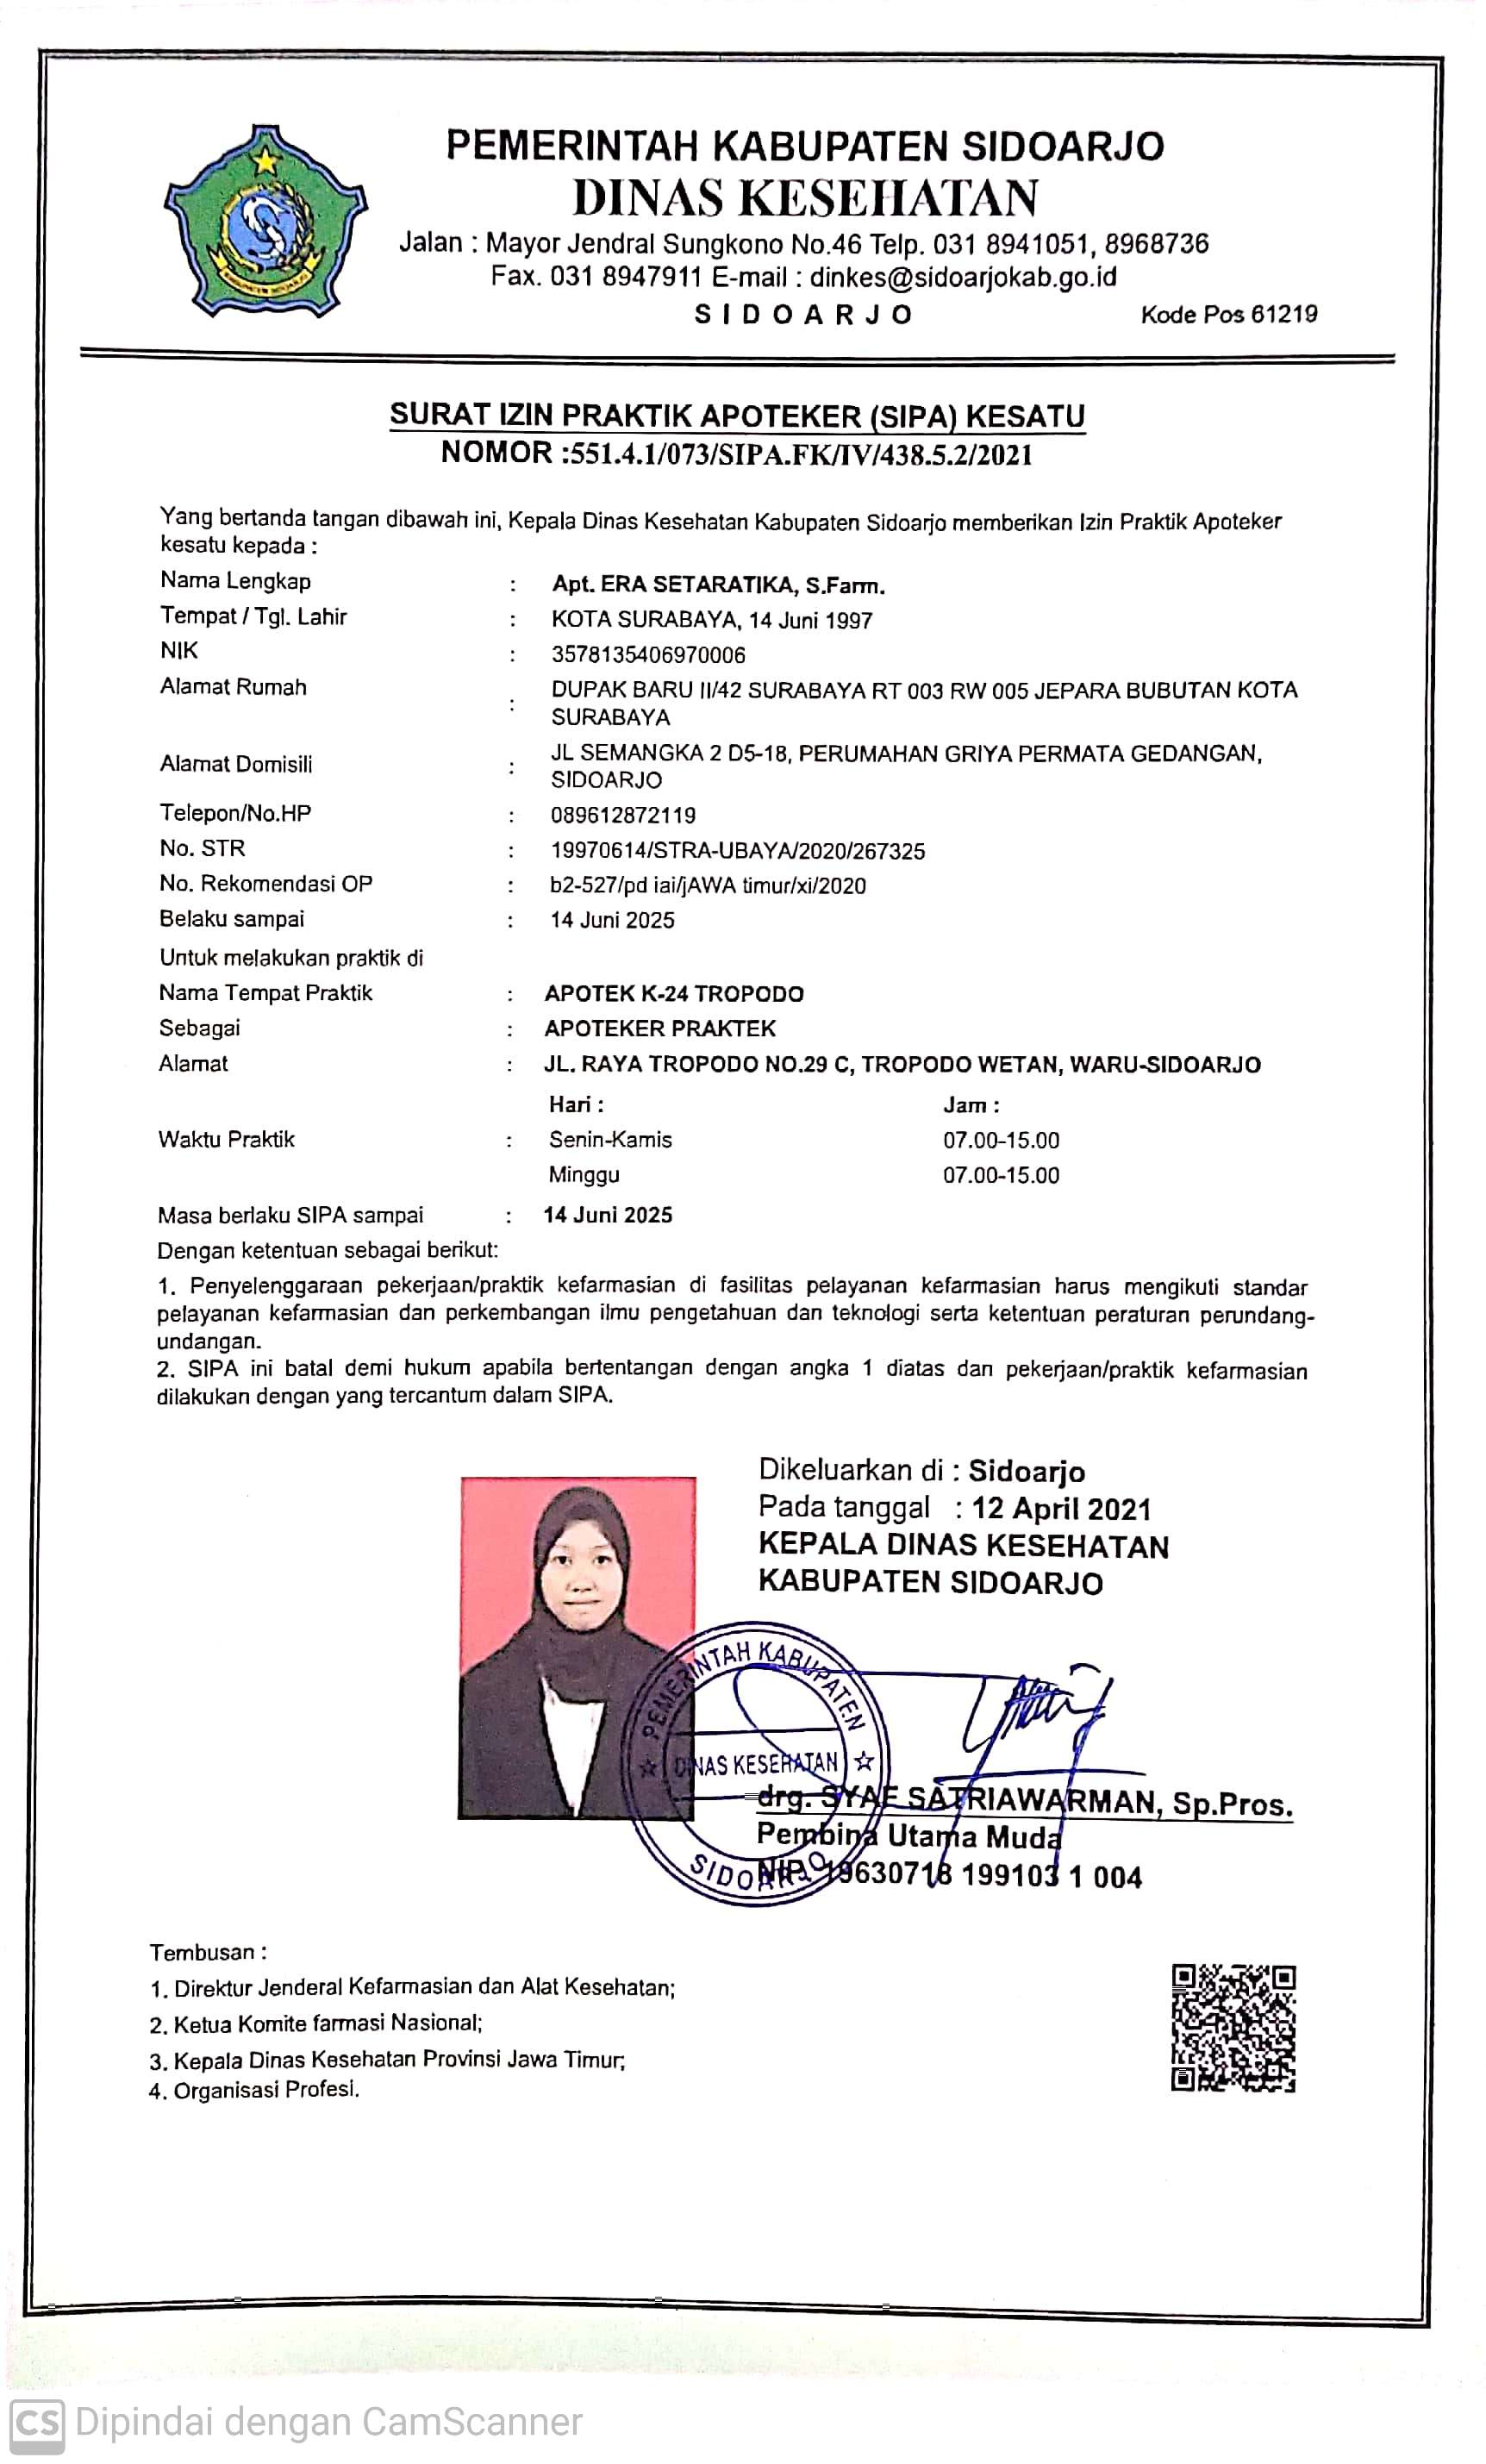 PEMERINTAH KABUPATEN SIDOARJO
DINAS KESEHATAN
Jalan : Mayor Jendral Sungkono No.46 Telp. 031 8941051, 8968736
Fax. 031 8947911 E-mail : dinkes@sidoarjokab.go.id
S I D O A R J O Kode Pos 61219
SURAT IZIN PRAKTIK APOTEKER (SIPA) KESATU
NOMOR :551.4.1/073/SIPA.FK/IV/438.5.2/2021
Yang bertanda tangan dibawah ini, Kepala Dinas Kesehatan Kabupaten Sidoarjo memberikan Izin Praktik Apoteker
kesatu kepada :
Nama Lengkap : Apt. ERA SETARATIKA, S.Farm.
Tempat / Tgl. Lahir : KOTA SURABAYA, 14 Juni 1997
NIK : 3578135406970006
Alamat Rumah : DUPAK BARU II/42 SURABAYA RT 003 RW 005 JEPARA BUBUTAN KOTA
SURABAYA
Alamat Domisili : JL SEMANGKA 2 D5-18, PERUMAHAN GRIYA PERMATA GEDANGAN,
SIDOARJO
Telepon/No.HP : 089612872119
No. STR : 19970614/STRA-UBAYA/2020/267325
No. Rekomendasi OP : b2-527/pd iai/jAWA timur/xi/2020
Belaku sampai : 14 Juni 2025
Untuk melakukan praktik di
Nama Tempat Praktik : APOTEK K-24 TROPODO
Sebagai : APOTEKER PRAKTEK
Alamat : JL. RAYA TROPODO NO.29 C, TROPODO WETAN, WARU-SIDOARJO
Hari : Jam :
Waktu Praktik : Senin-Kamis 07.00-15.00
Minggu 07.00-15.00
Masa berlaku SIPA sampai : 14 Juni 2025
Dengan ketentuan sebagai berikut:
1. Penyelenggaraan pekerjaan/praktik kefarmasian di fasilitas pelayanan kefarmasian harus mengikuti standar
pelayanan kefarmasian dan perkembangan ilmu pengetahuan dan teknologi serta ketentuan peraturan perundang-
undangan.
2. SIPA ini batal demi hukum apabila bertentangan dengan angka 1 diatas dan pekerjaan/praktik kefarmasian
dilakukan dengan yang tercantum dalam SIPA.
Dikeluarkan di : Sidoarjo
Pada tanggal : 12 April 2021
KEPALA DINAS KESEHATAN
KABUPATEN SIDOARJO
PEMERINTAH KABUPATEN
DINAS KESEHATAN
SIDOARJO
drg. SYAF SATRIAWARMAN, Sp.Pros.
Pembina Utama Muda
NIP. 19630718 199103 1 004
Tembusan :
1. Direktur Jenderal Kefarmasian dan Alat Kesehatan;
2. Ketua Komite farmasi Nasional;
3. Kepala Dinas Kesehatan Provinsi Jawa Timur;
4. Organisasi Profesi.
CS Dipindai dengan CamScanner